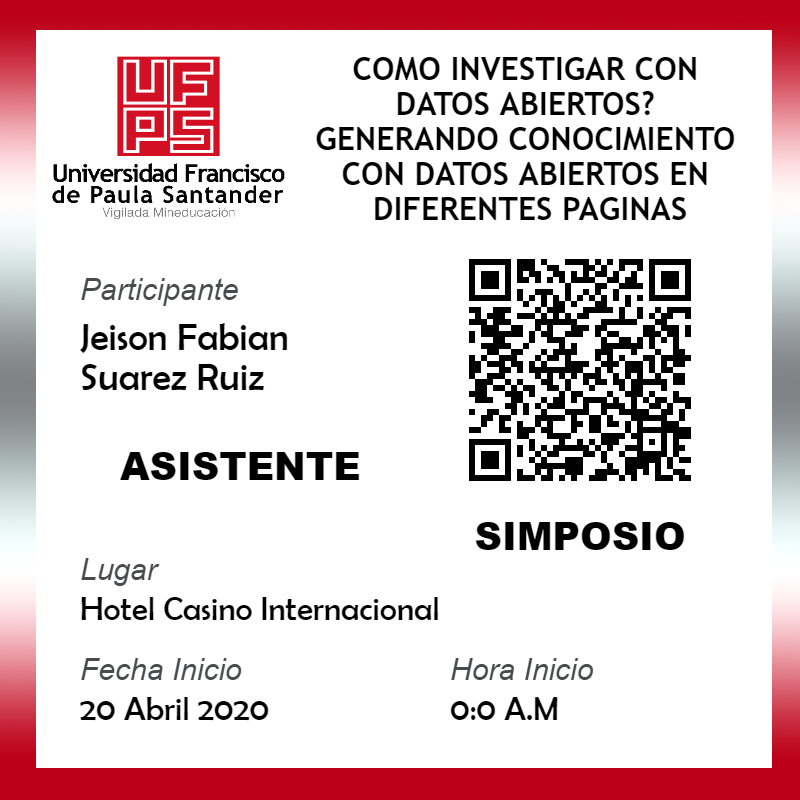 UF
PS
Universidad Francisco
de Paula Santander
Vigilada Mineducación
COMO INVESTIGAR CON
DATOS ABIERTOS?
GENERANDO CONOCIMIENTO
CON DATOS ABIERTOS EN
DIFERENTES PAGINAS
Participante
Jeison Fabian
Suarez Ruiz
ASISTENTE
SIMPOSIO
Lugar
Hotel Casino Internacional
Fecha Inicio
Hora Inicio
20 Abril 2020
0:0 A.M